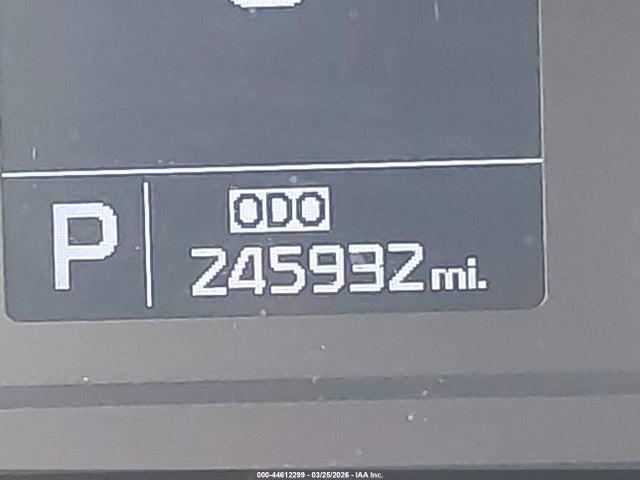 P
ODO
245932 mi.
000-44612299 - 03/25/2026 - IAA Inc.